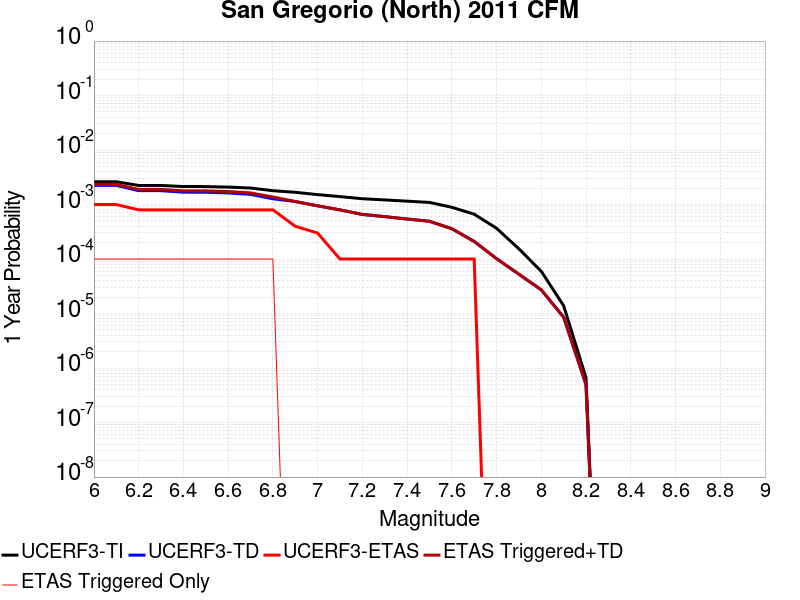 San Gregorio (North) 2011 CFM
1 Year Probability
10^0
10^-1
10^-2
10^-3
10^-4
10^-5
10^-6
10^-7
10^-8
6 6.2 6.4 6.6 6.8 7 7.2 7.4 7.6 7.8 8 8.2 8.4 8.6 8.8 9
Magnitude
UCERF3-TI UCERF3-TD UCERF3-ETAS ETAS Triggered+TD
ETAS Triggered Only